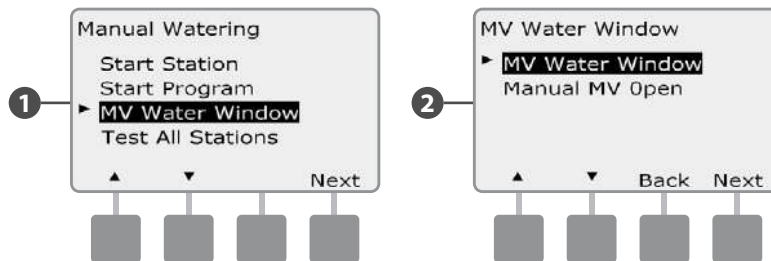 Manual Watering
Start Station
Start Program
MV Water Window
Test All Stations
Next
1
MV Water Window
MV Water Window
Manual MV Open
Back Next
2